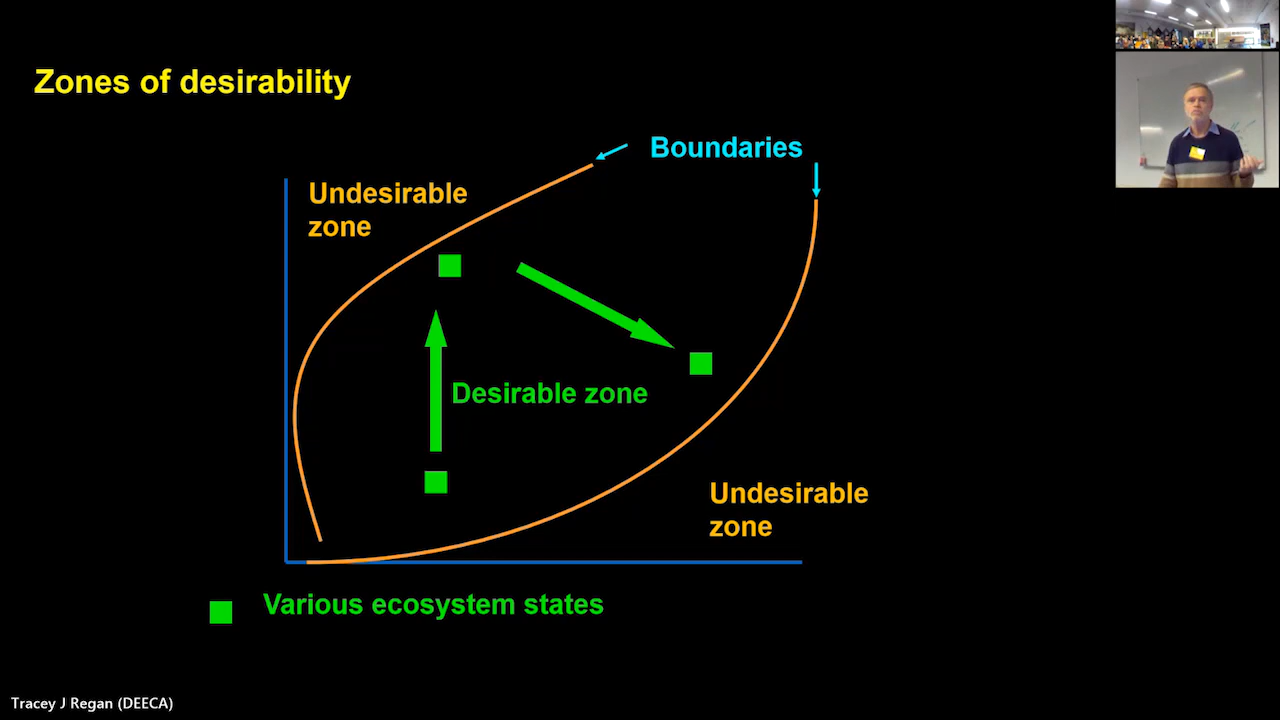 Zones of desirability
Boundaries
Undesirable
zone
Desirable zone
Undesirable
zone
Various ecosystem states
Tracey J Regan (DEECA)